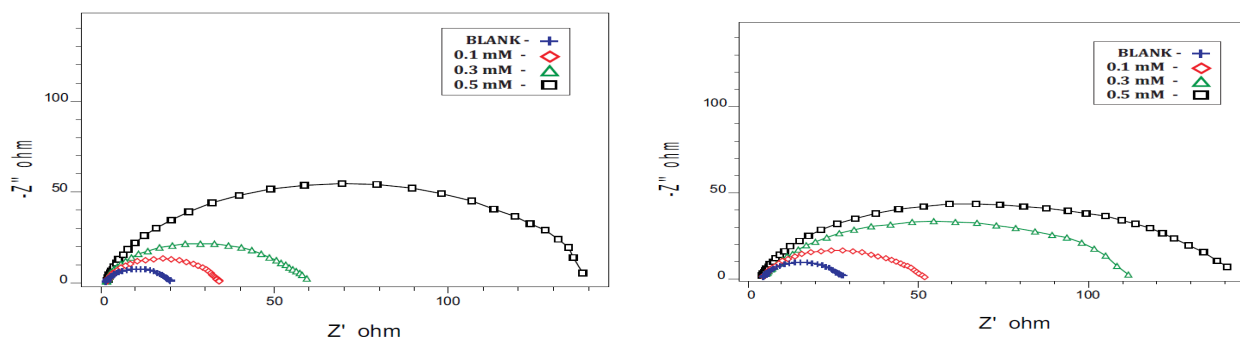 BLANK -
0.1 mM -
0.3 mM -
0.5 mM -
100
50
0
-Z" ohm
0
50
100
Z' ohm
BLANK -
0.1 mM -
0.3 mM -
0.5 mM -
100
50
0
-Z" ohm
0
50
100
Z' ohm